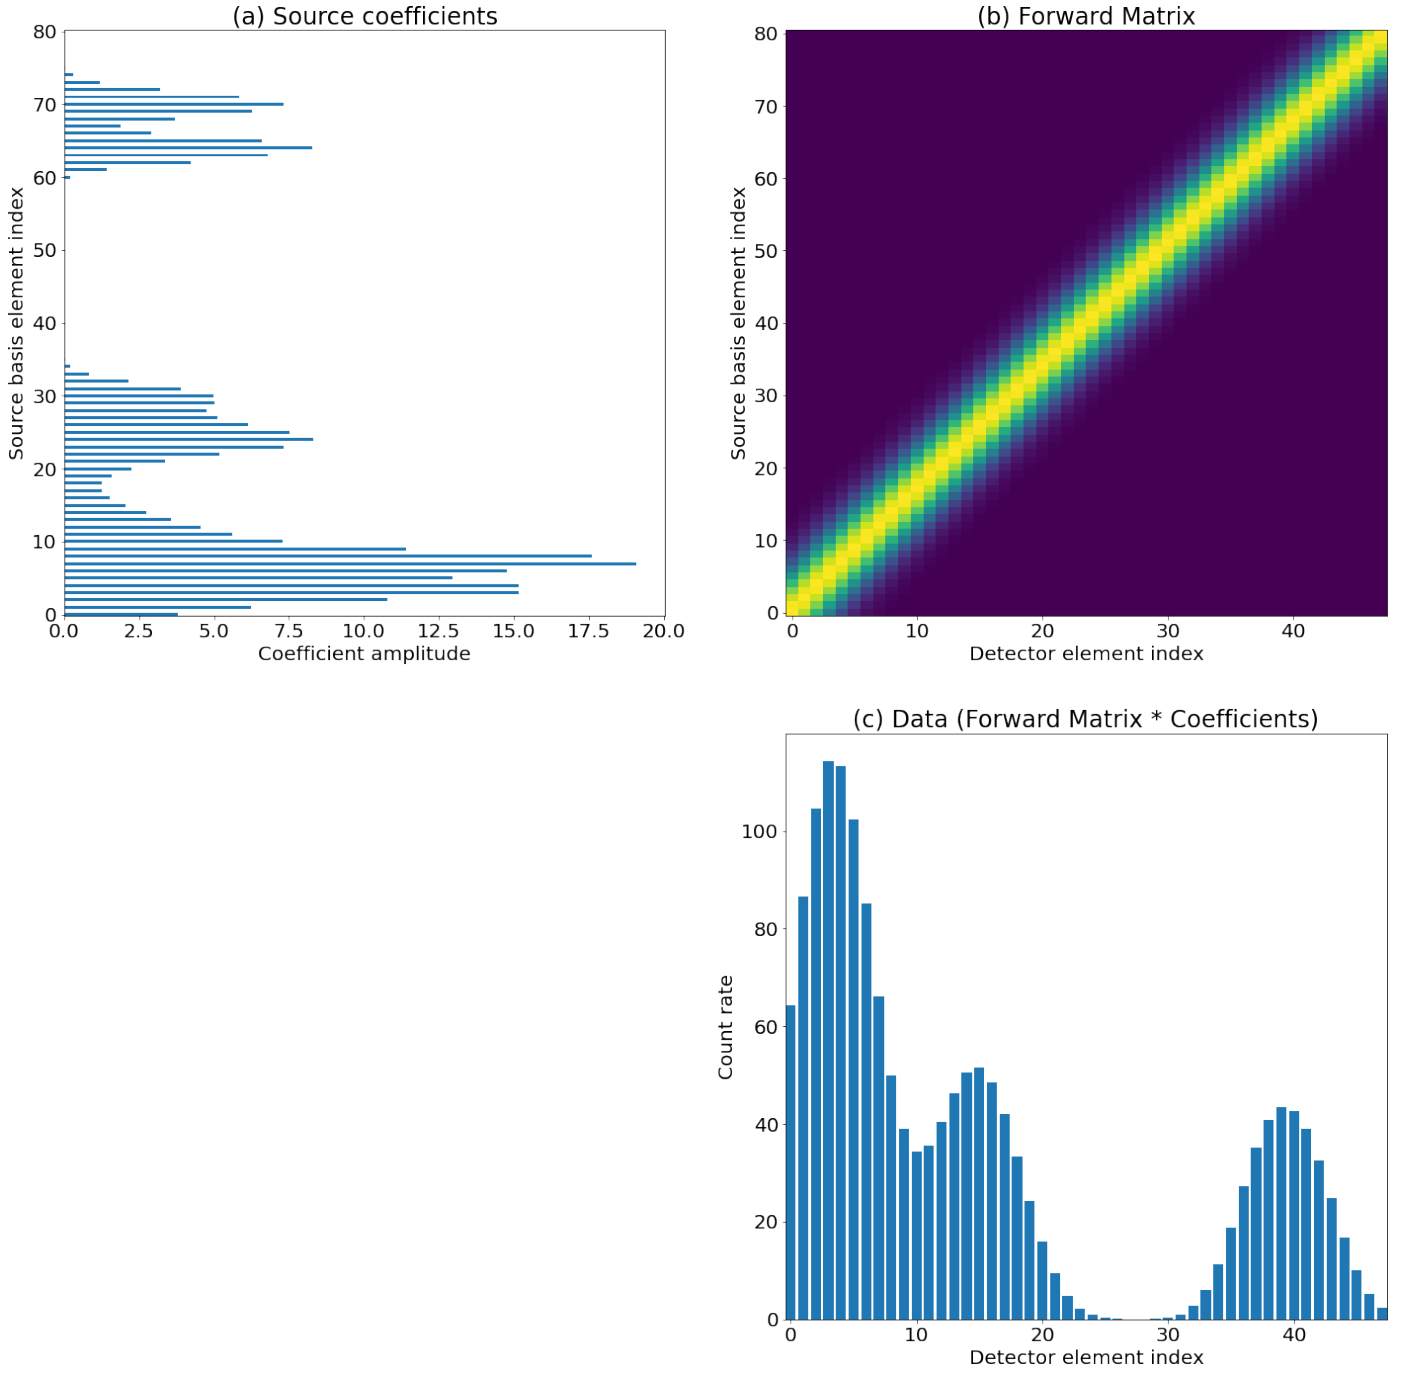 (a) Source coefficients
80
70
60
50
40
30
20
10
0
Source basis element index
0.0 2.5 5.0 7.5 10.0 12.5 15.0 17.5 20.0
Coefficient amplitude
(b) Forward Matrix
80
70
60
50
40
30
20
10
0
Source basis element index
0 10 20 30 40
Detector element index
(c) Data (Forward Matrix * Coefficients)
100
80
60
40
20
0
Count rate
0 10 20 30 40
Detector element index